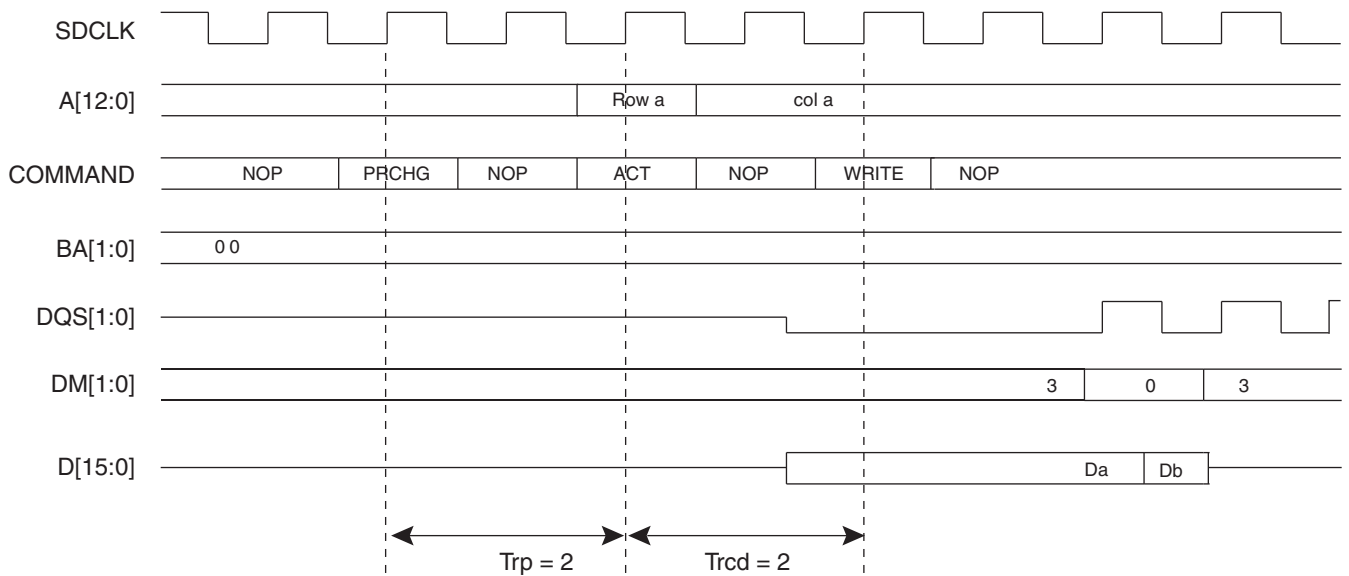 SDCLK
A[12:0] Row a col a
COMMAND NOP PRCHG NOP ACT NOP WRITE NOP
BA[1:0] 0 0
DQS[1:0]
DM[1:0] 3 0 3
D[15:0] Da Db
Trp = 2 Trcd = 2